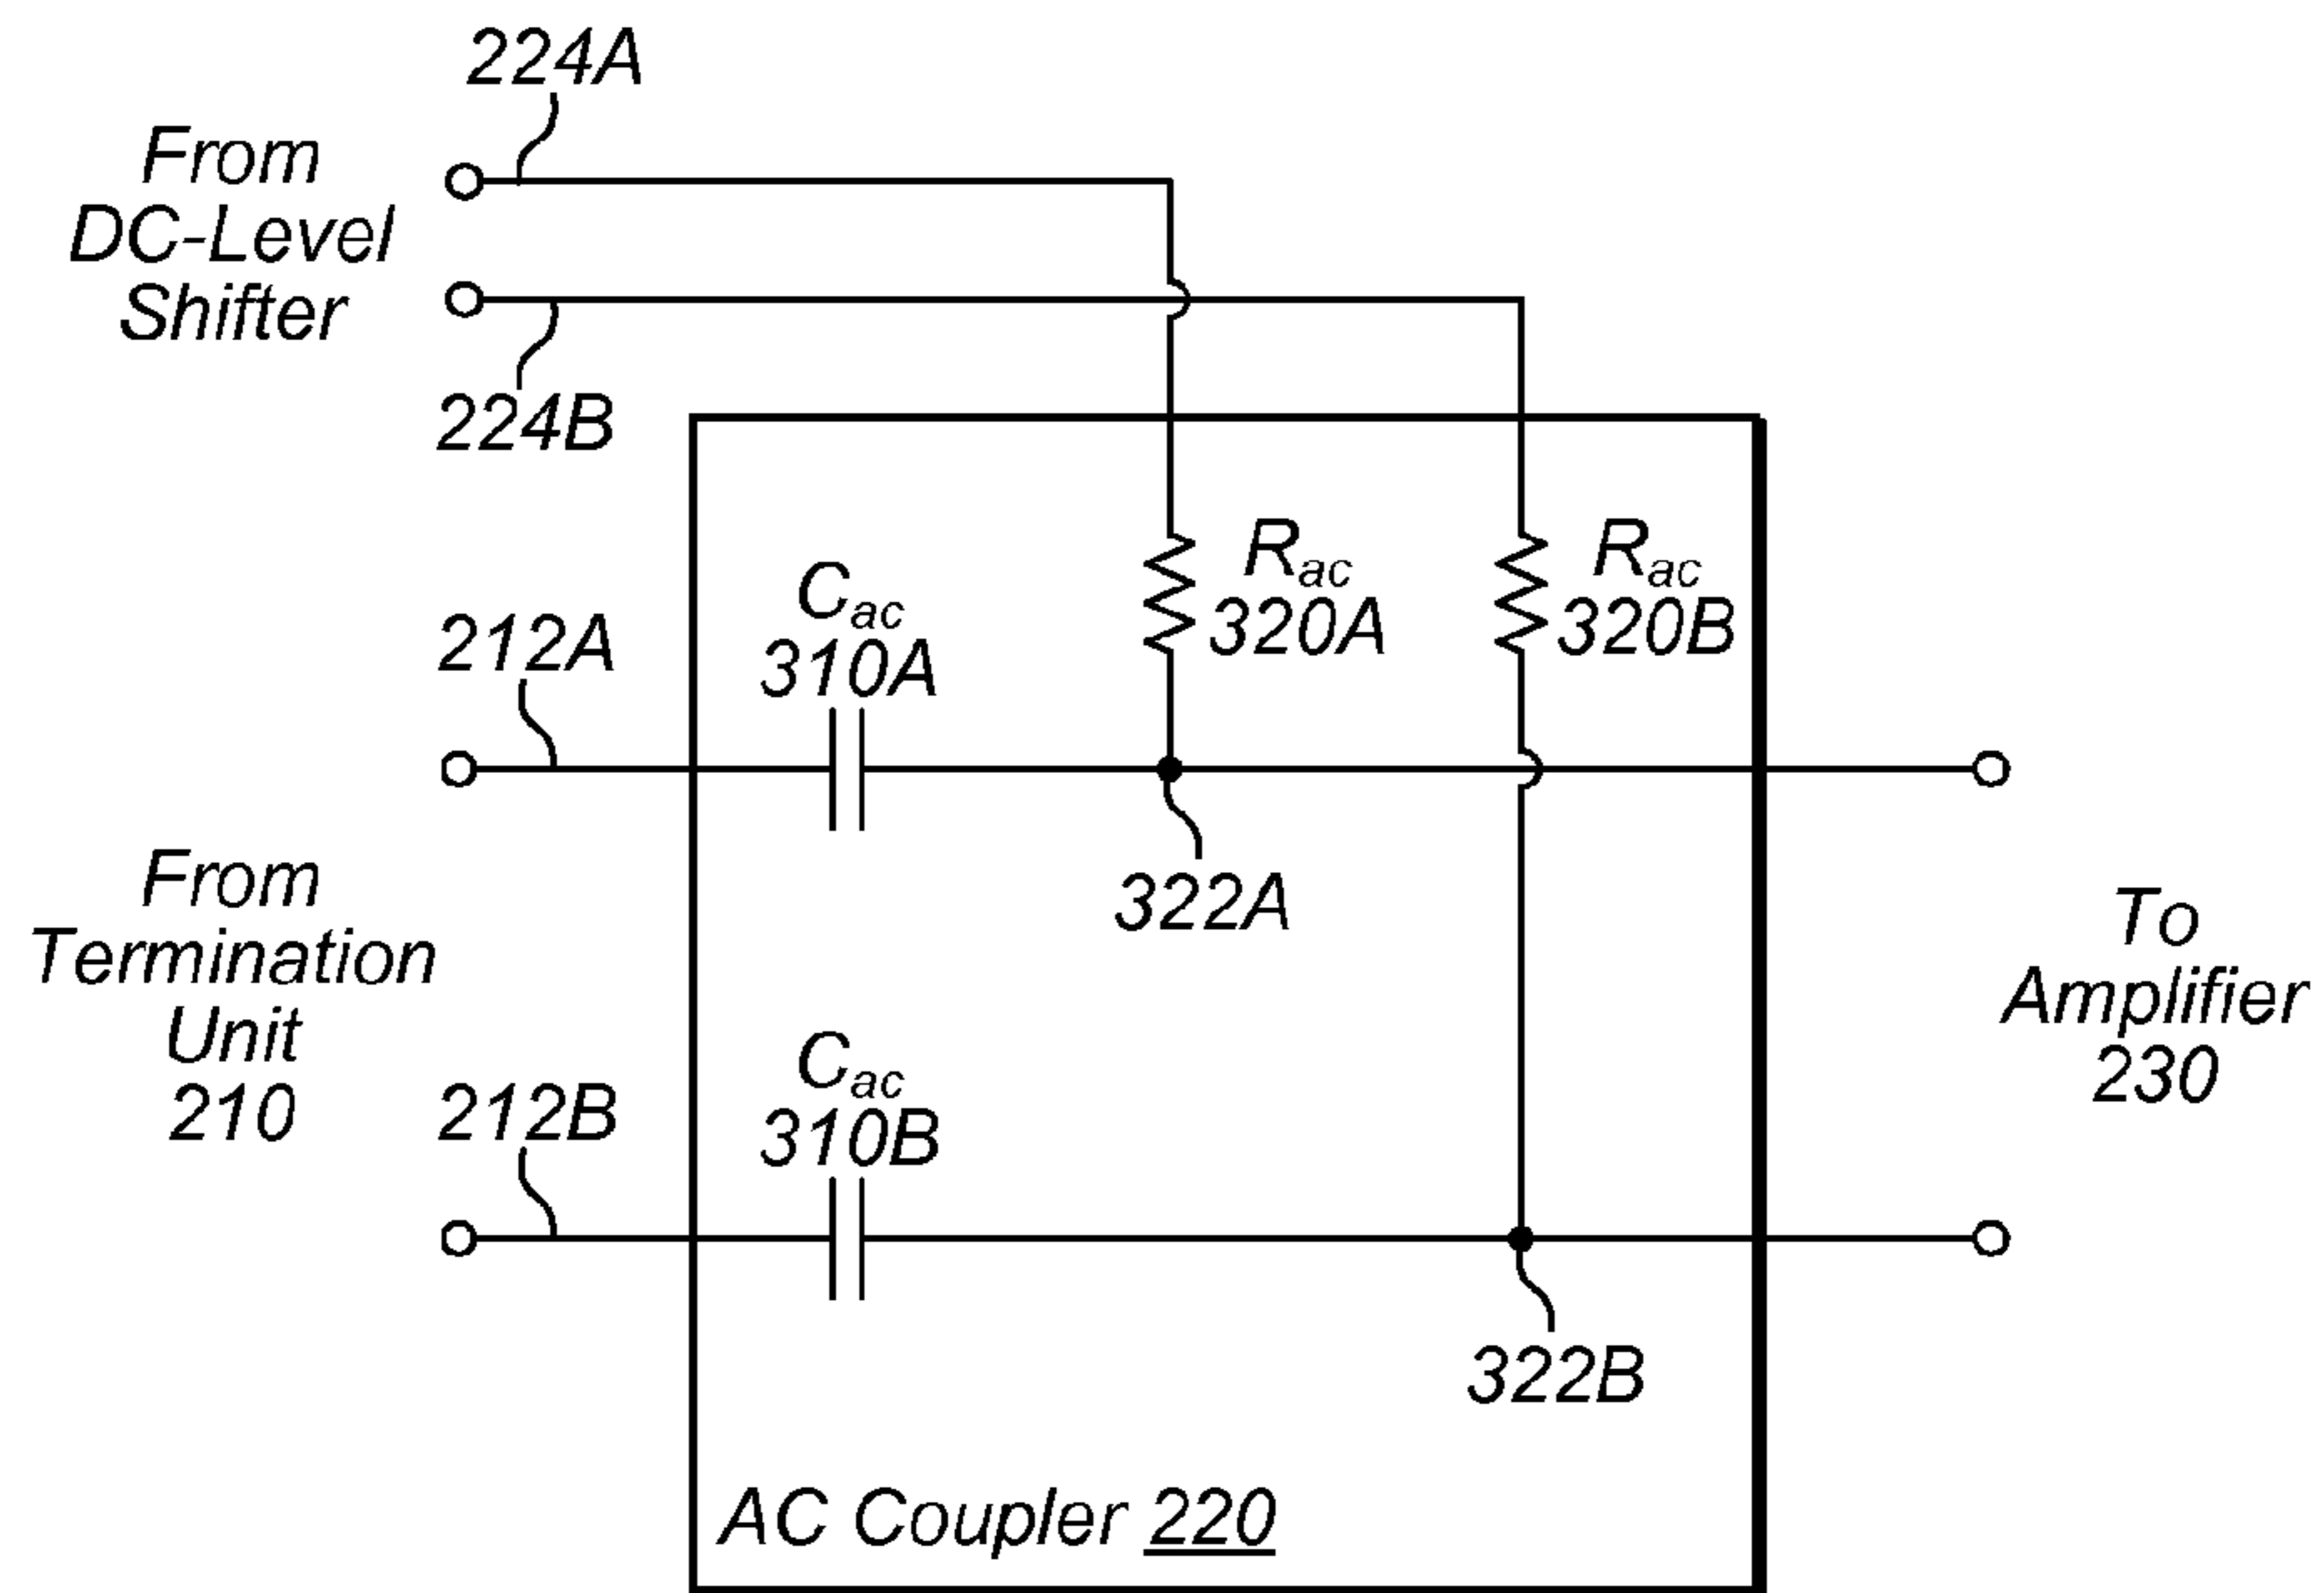 224A
From
DC-Level
Shifter
224B
Rac
320A
Rac
320B
Cac
310A
212A
322A
From
Termination
Unit
210
To
Amplifier
230
Cac
310B
212B
322B
AC Coupler 220